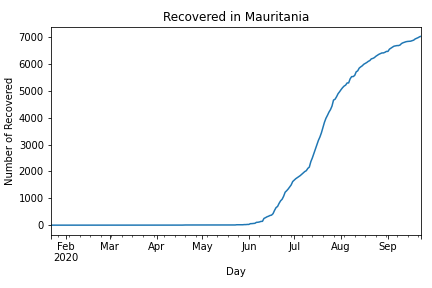 Recovered in Mauritania
Number of Recovered
7000
6000
5000
4000
3000
2000
1000
0
Feb Mar Apr May Jun Jul Aug Sep
2020
Day